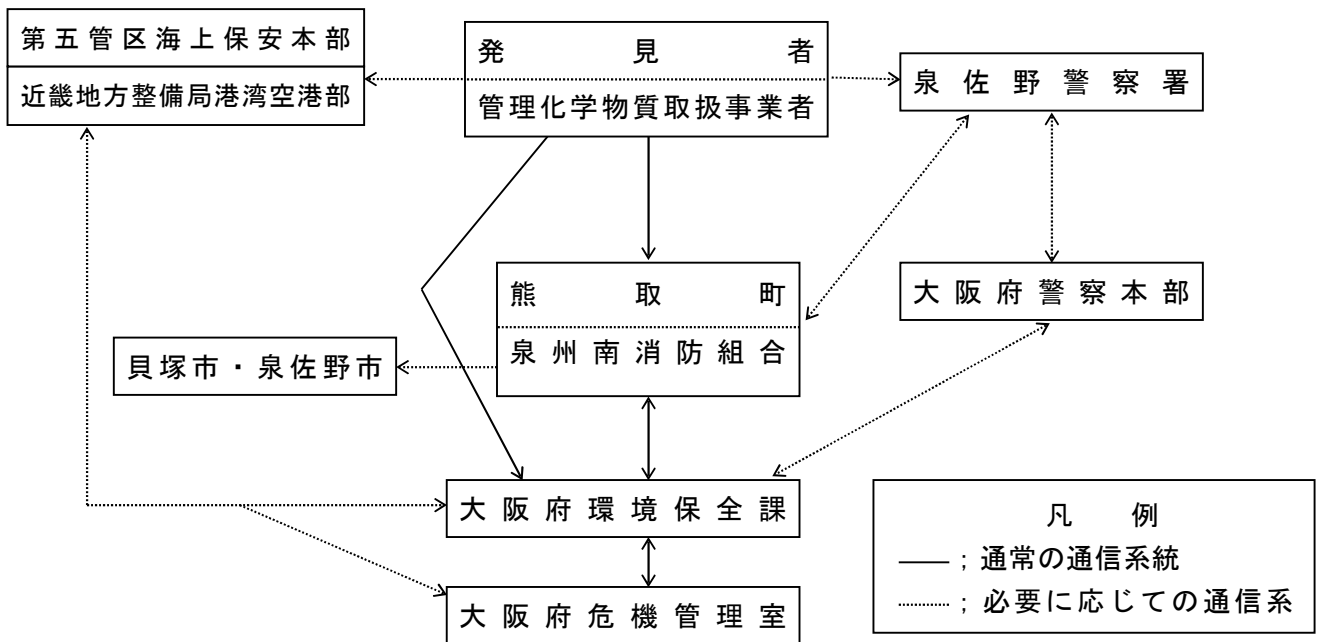 第五管区海上保安本部
近畿地方整備局港湾空港部
発見者
管理化学物質取扱事業者
泉佐野警察署
熊取町
泉州南消防組合
大阪府警察本部
貝塚市・泉佐野市
大阪府環境保全課
大阪府危機管理室
凡例
；通常の通信系統
；必要に応じての通信系